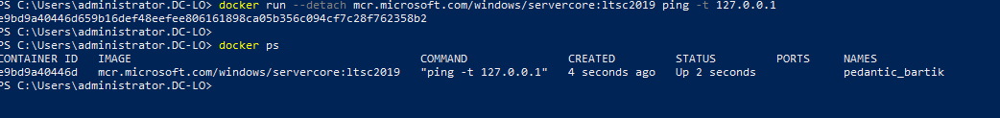 PS C:\Users\administrator.DC-LO> docker run --detach mcr.microsoft.com/windows/servercore:ltsc2019 ping -t 127.0.0.1
e9bd9a40446d659b16def48eefee806161898ca05b356c094cf7c28f762358b2
PS C:\Users\administrator.DC-LO>
PS C:\Users\administrator.DC-LO> docker ps
CONTAINER ID   IMAGE                                          COMMAND               CREATED         STATUS         PORTS     NAMES
e9bd9a40446d   mcr.microsoft.com/windows/servercore:ltsc2019   "ping -t 127.0.0.1"   4 seconds ago   Up 2 seconds             pedantic_bartik
PS C:\Users\administrator.DC-LO>